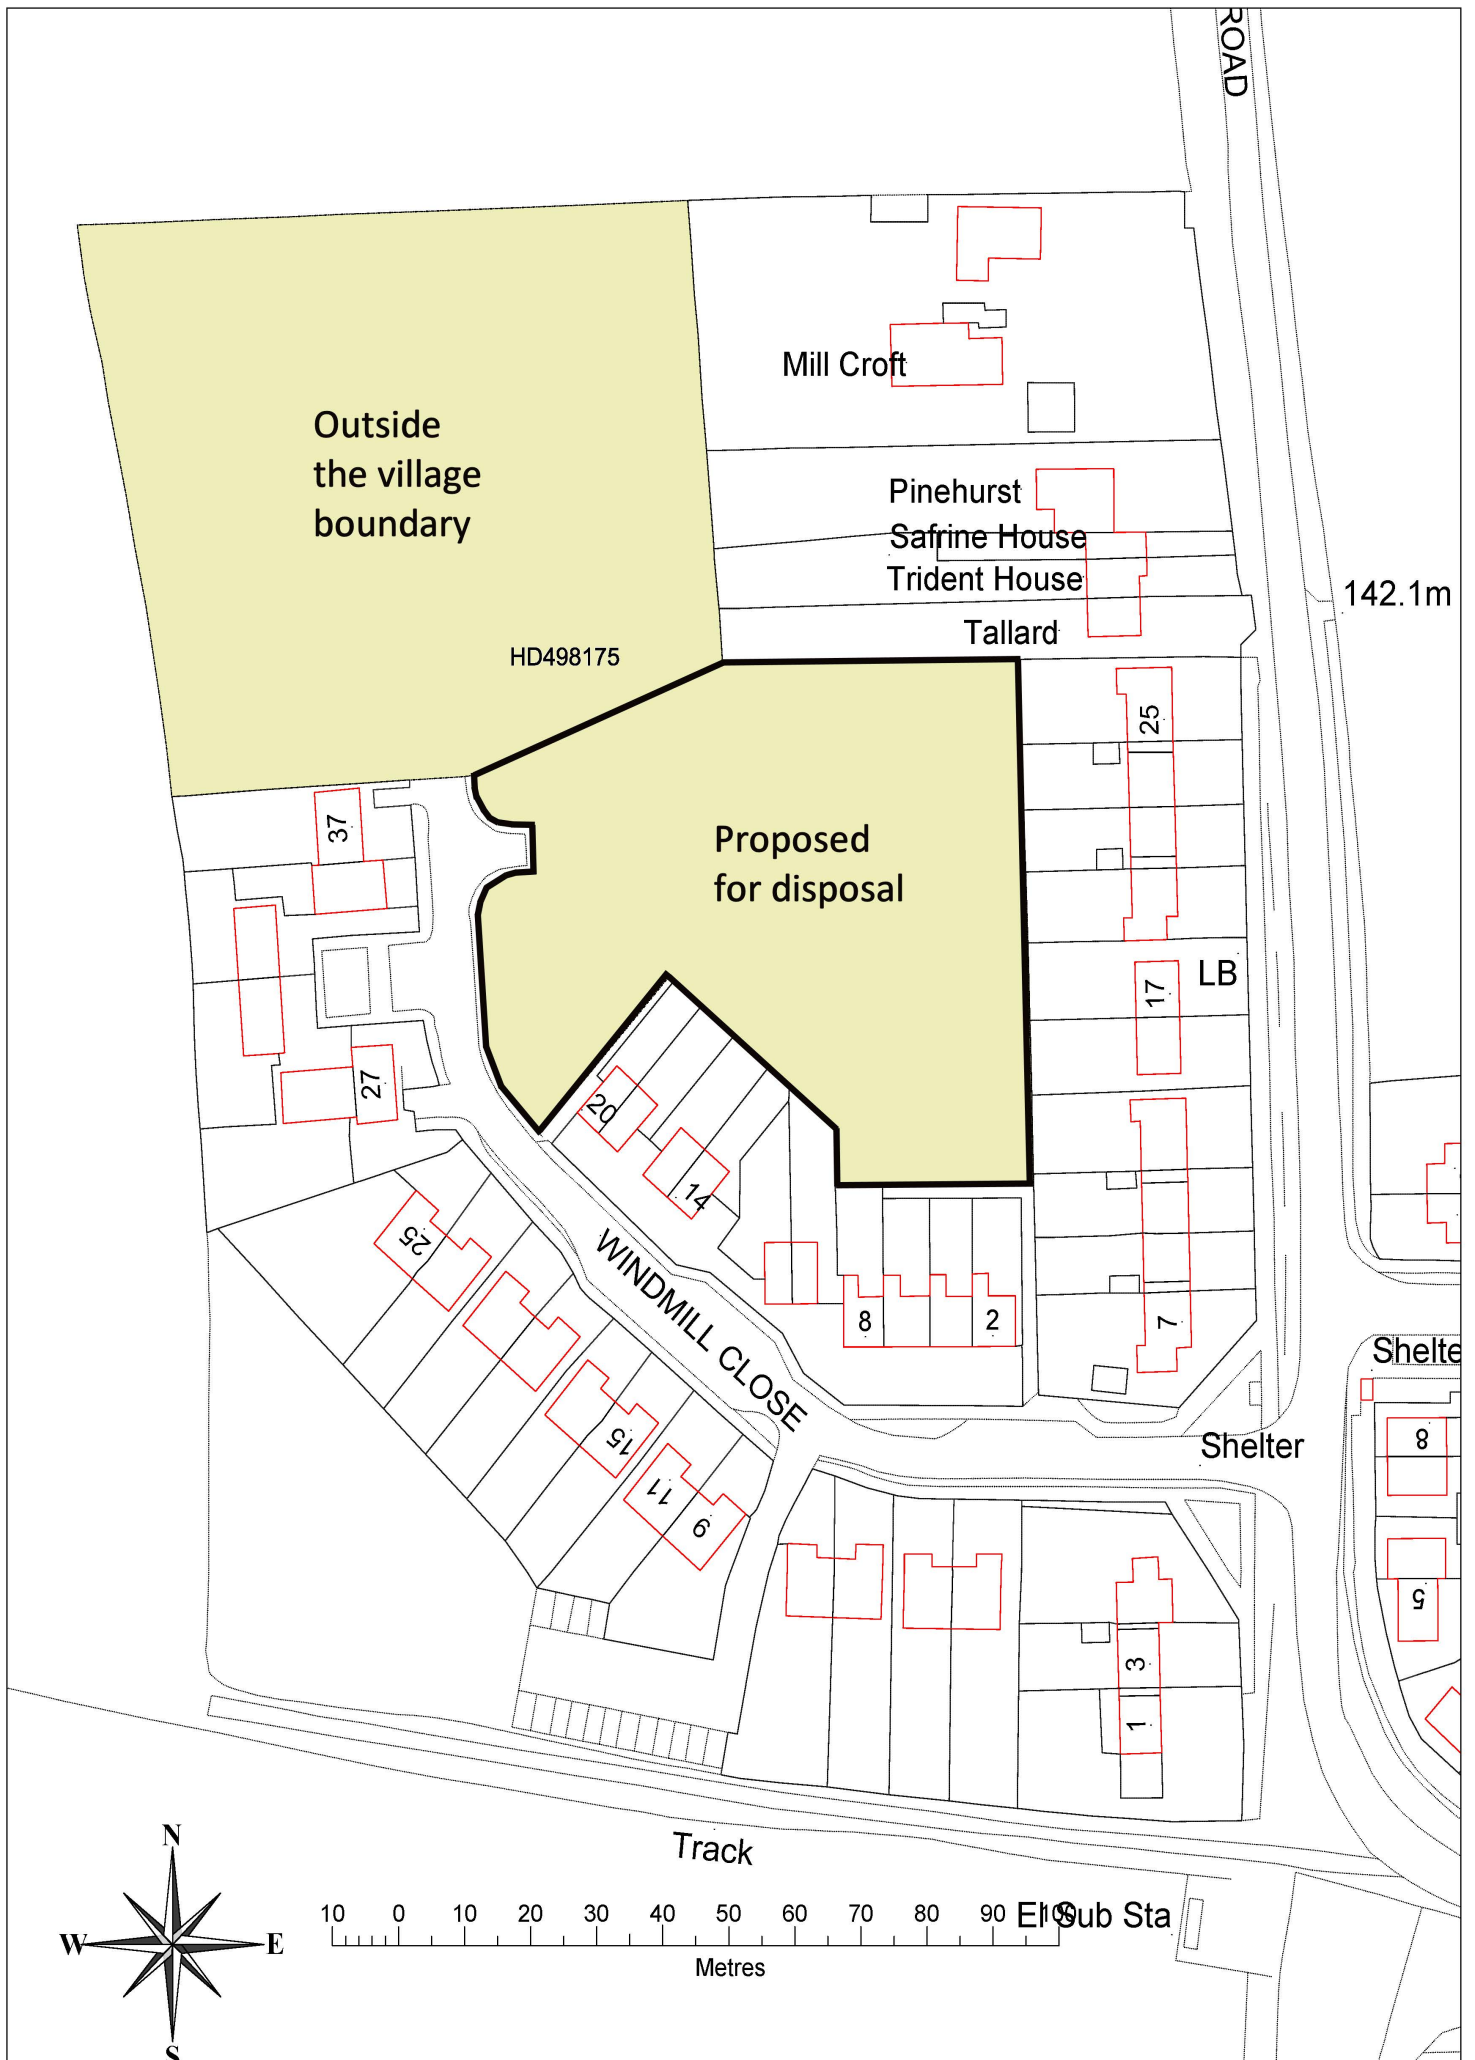 ROAD
Mill Croft
Outside
the village
boundary
Pinehurst
Safrine House
Trident House
142.1m
Tallard
HD498175
25
37
Proposed
for disposal
LB
17
27
20
14
25
WINDMILL CLOSE
8
2
7
Shelte
15
Shelter
8
11
9
5
3
1
Track
N
W
E
S
10 0 10 20 30 40 50 60 70 80 90 100
El Sub Sta
Metres